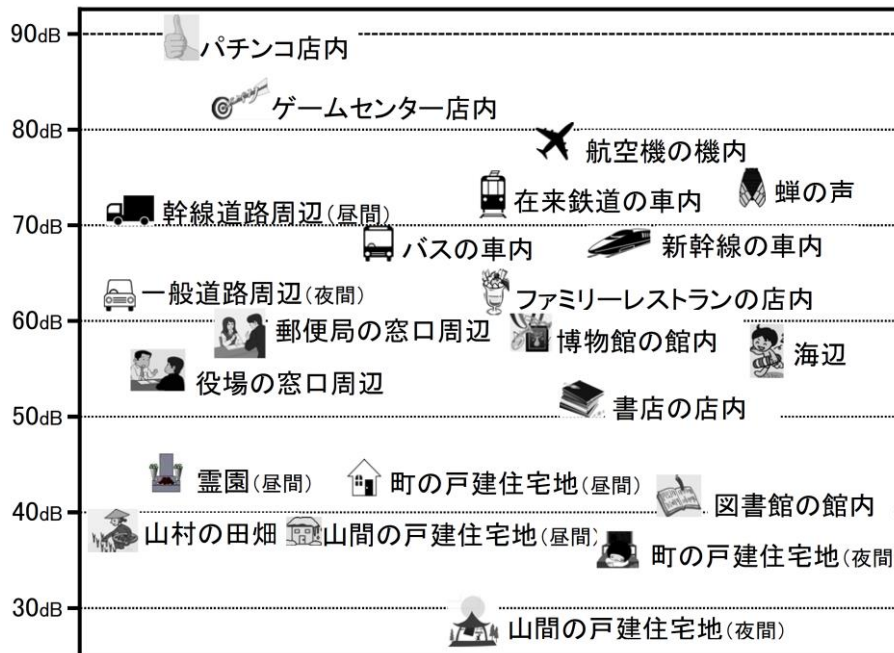 90dB
パチンコ店内
ゲームセンター店内
80dB
航空機の機内
在来鉄道の車内
蝉の声
幹線道路周辺(昼間)
70dB
バスの車内
新幹線の車内
一般道路周辺(夜間)
ファミリーレストランの店内
60dB
郵便局の窓口周辺
博物館の館内
海辺
役場の窓口周辺
書店の店内
50dB
霊園(昼間)
町の戸建住宅地(昼間)
図書館の館内
40dB
山村の田畑
山間の戸建住宅地(昼間)
町の戸建住宅地(夜間
30dB
山間の戸建住宅地(夜間)